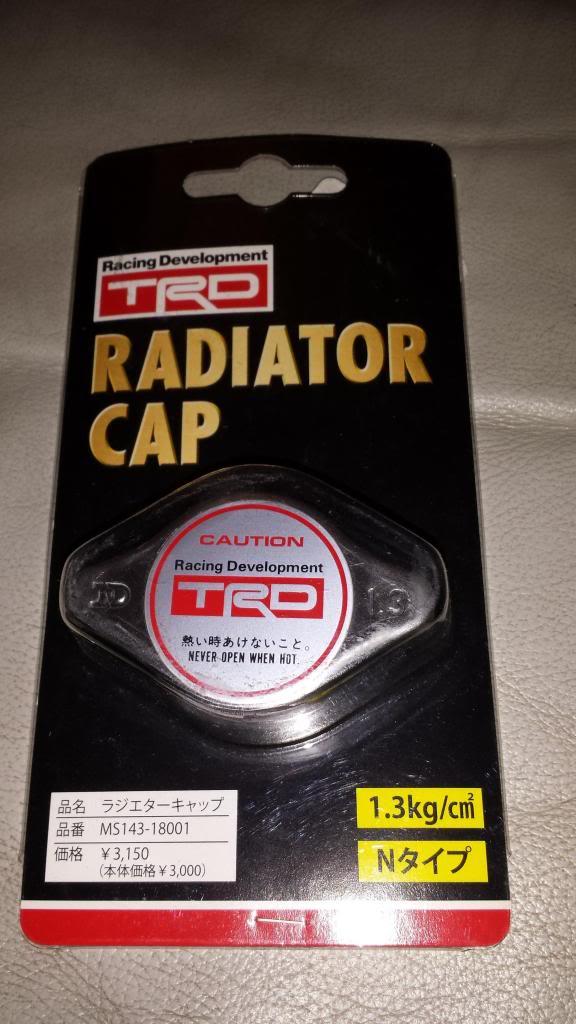 Racing Development
TRD
RADIATOR
CAP
CAUTION
Racing Development
TRD
ND
1.3
熱い時あけないこと。
NEVER OPEN WHEN HOT.
品名 ラジエターキャップ
品番 MS143-18001
価格 ￥3,150
(本体価格￥3,000)
1.3kg/c㎡
Nタイプ